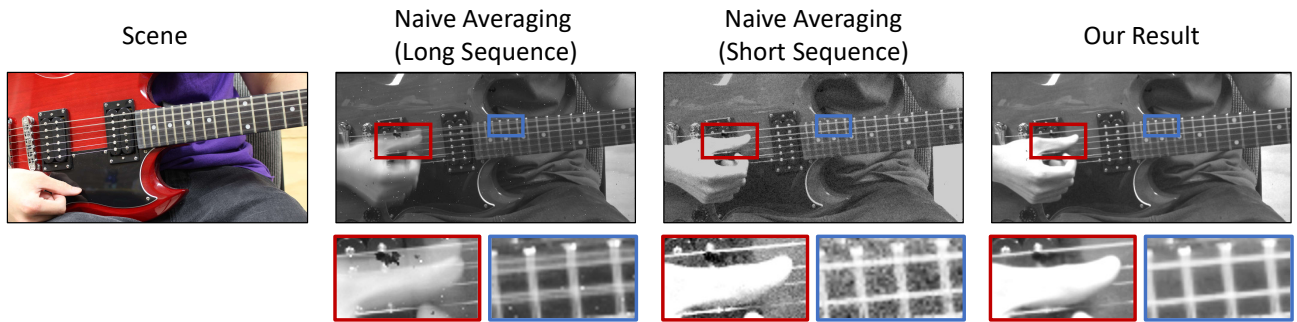 Scene
Naive Averaging
(Long Sequence)
Naive Averaging
(Short Sequence)
Our Result